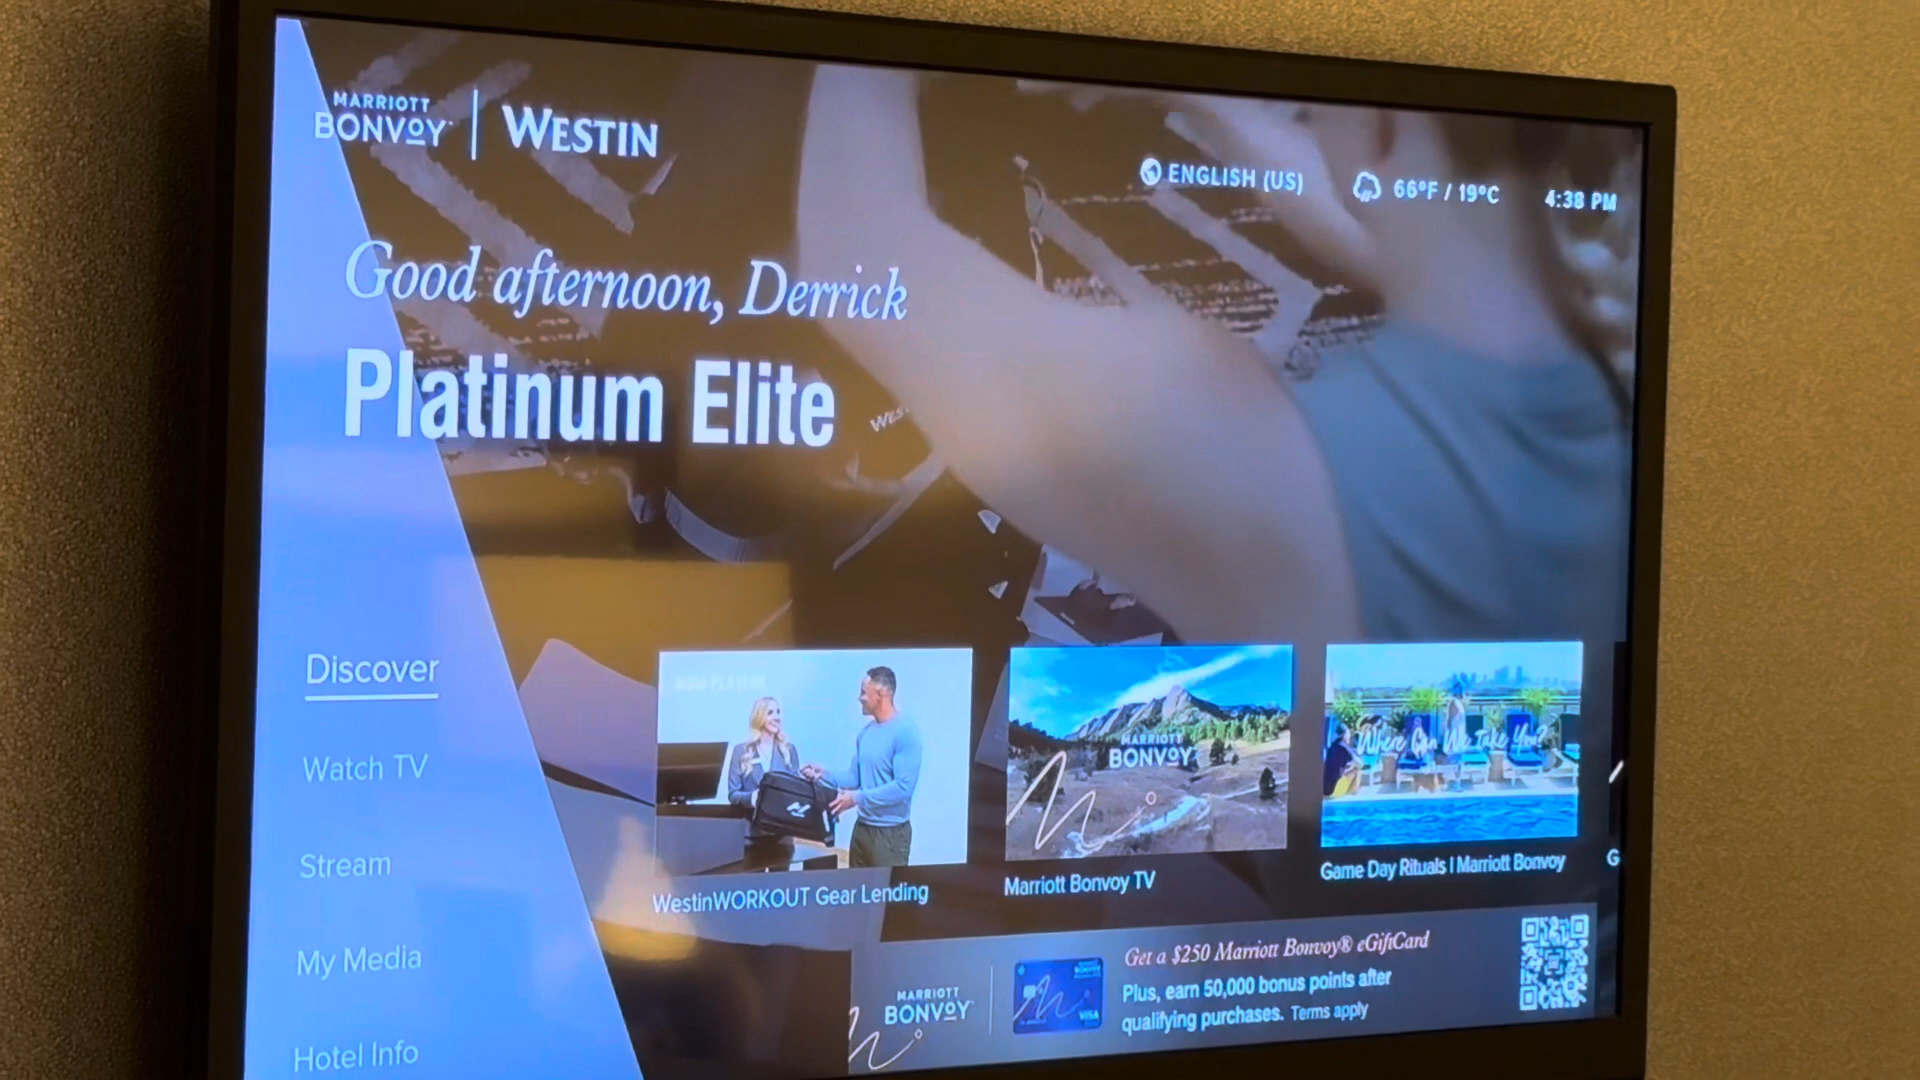 MARRIOTT
BONVOY
WESTIN
ENGLISH (US)
66°F / 19°C
4:38 PM
Good afternoon, Derrick
Platinum Elite
Discover
Watch TV
Stream
My Media
Hotel Info
NOW PLAYING
WestinWORKOUT Gear Lending
MARRIOTT
BONVOY
Marriott Bonvoy TV
Where Can We Take You?
Game Day Rituals | Marriott Bonvoy
G
MARRIOTT
BONVOY
VISA
Get a $250 Marriott Bonvoy® eGiftCard
Plus, earn 50,000 bonus points after
qualifying purchases. Terms apply